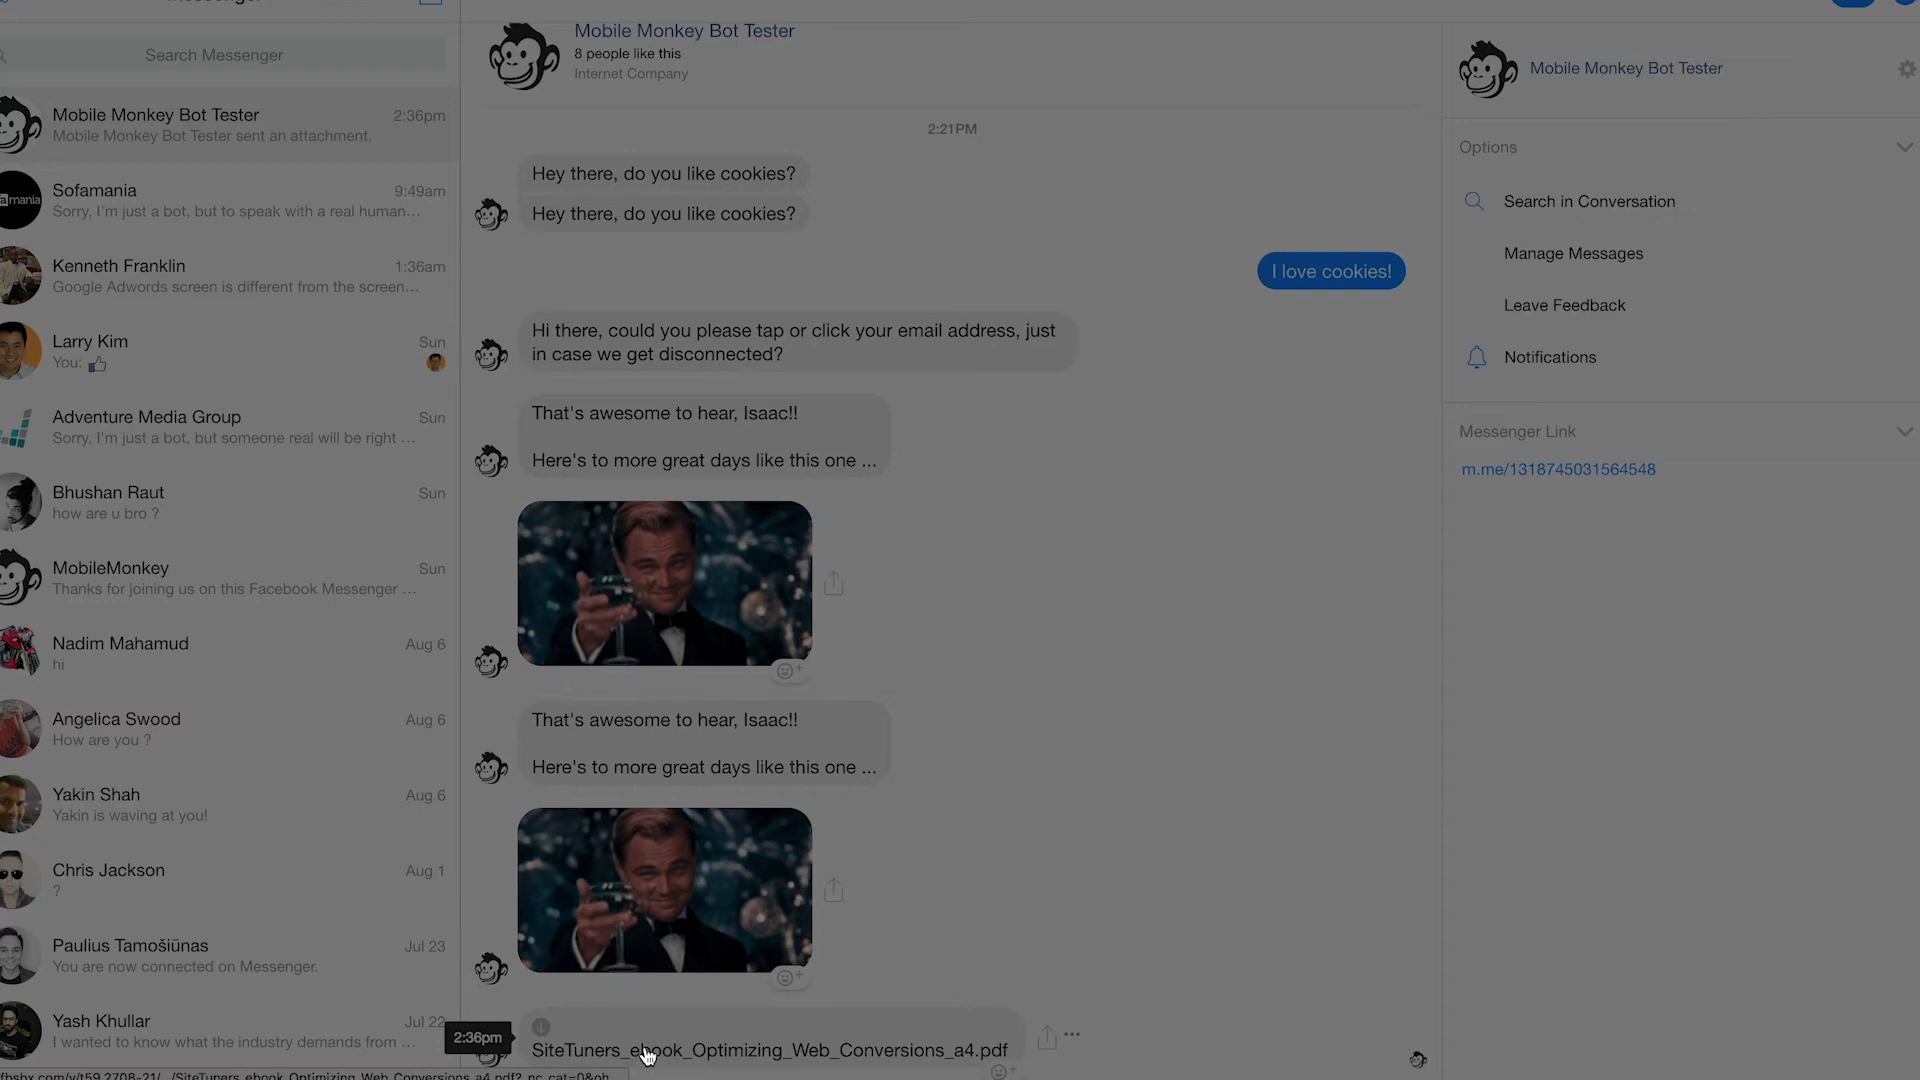 Search Messenger
Mobile Monkey Bot Tester
2:36pm
Mobile Monkey Bot Tester sent an attachment.
Sofamania
9:49am
Sorry, I'm just a bot, but to speak with a real human...
Kenneth Franklin
1:36am
Google Adwords screen is different from the screen...
Larry Kim
Sun
You:
Adventure Media Group
Sun
Sorry, I'm just a bot, but someone real will be right ...
Bhushan Raut
Sun
how are u bro ?
MobileMonkey
Sun
Thanks for joining us on this Facebook Messenger ...
Nadim Mahamud
Aug 6
hi
Angelica Swood
Aug 6
How are you ?
Yakin Shah
Aug 6
Yakin is waving at you!
Chris Jackson
Aug 1
?
Paulius Tamošiūnas
Jul 23
You are now connected on Messenger.
Yash Khullar
Jul 22
I wanted to know what the industry demands from ...
Mobile Monkey Bot Tester
8 people like this
Internet Company
2:21PM
Hey there, do you like cookies?
Hey there, do you like cookies?
I love cookies!
Hi there, could you please tap or click your email address, just
in case we get disconnected?
That's awesome to hear, Isaac!!
Here's to more great days like this one ...
That's awesome to hear, Isaac!!
Here's to more great days like this one ...
2:36pm
SiteTuners_ebook_Optimizing_Web_Conversions_a4.pdf
Mobile Monkey Bot Tester
Options
Search in Conversation
Manage Messages
Leave Feedback
Notifications
Messenger Link
m.me/1318745031564548